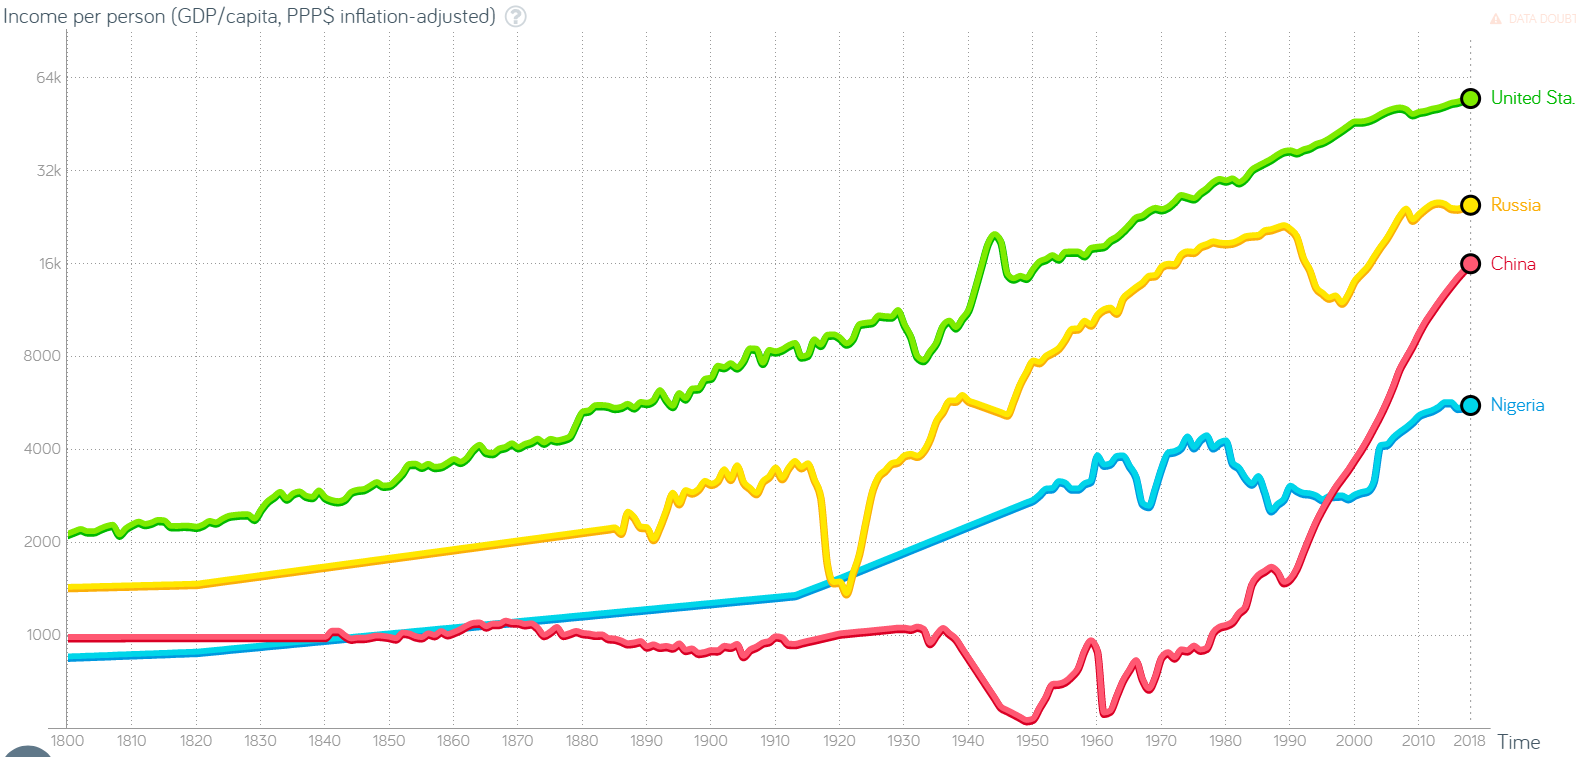 Income per person (GDP/capita, PPP$ inflation-adjusted) ?
DATA DOUBT
64k
32k
16k
8000
4000
2000
1000
United Sta.
Russia
China
Nigeria
1800 1810 1820 1830 1840 1850 1860 1870 1880 1890 1900 1910 1920 1930 1940 1950 1960 1970 1980 1990 2000 2010 2018 Time